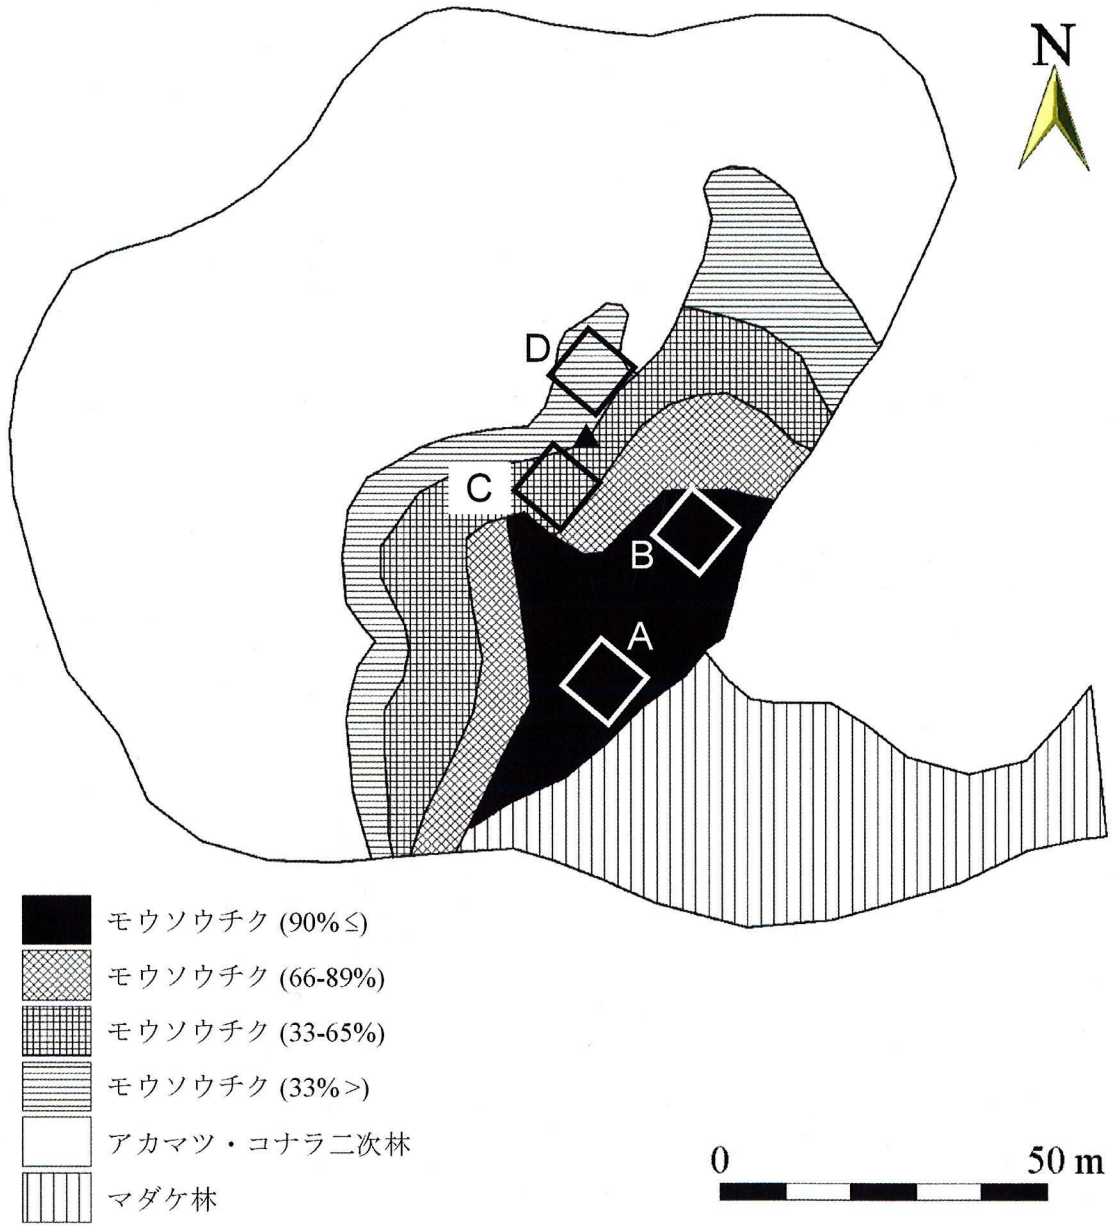 N
D
C
B
A
モウソウチク (90% ≤)
モウソウチク (66-89%)
モウソウチク (33-65%)
モウソウチク (33% >)
アカマツ・コナラ二次林
マダケ林
0 50 m